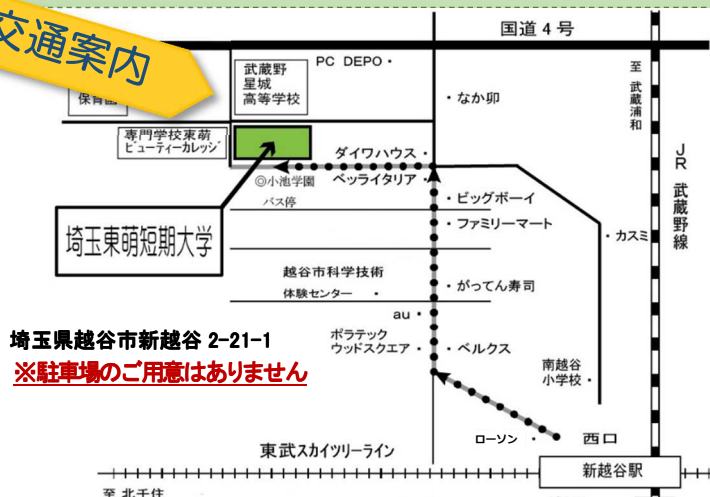 国道４号
交通案内
保育園
武蔵野
星城
高等学校
PC DEPO・
・なか卯
至 武蔵浦和
JR 武蔵野線
専門学校東萌
ビューティーカレッジ
ダイワハウス・
◎小池学園
バス停
ベッライタリア・
・ビッグボーイ
・ファミリーマート
・カスミ
埼玉東萌短期大学
越谷市科学技術
体験センター ・
・がってん寿司
au・
ポラテック
ウッドスクエア・
・ベルクス
埼玉県越谷市新越谷 2-21-1
※駐車場のご用意はありません
南越谷
小学校・
ローソン ・
西口
東武スカイツリーライン
新越谷駅
至 北千住